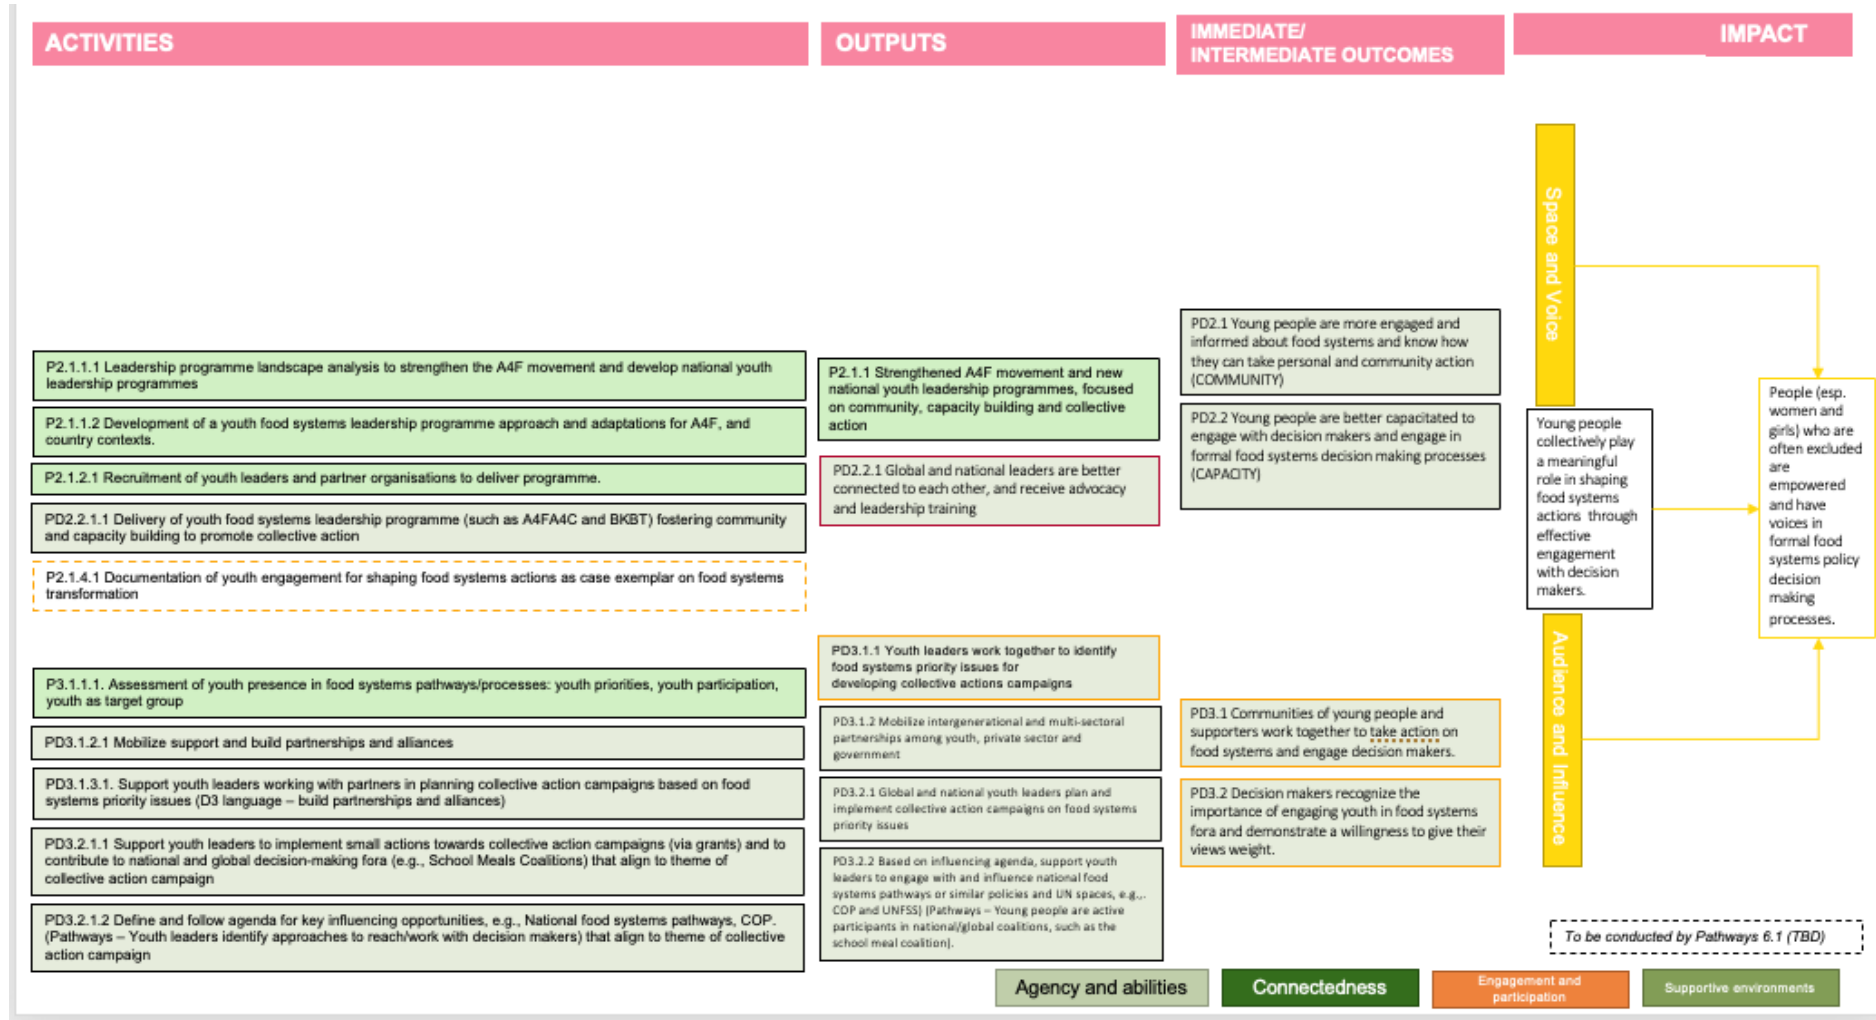 ACTIVITIES
OUTPUTS
IMMEDIATE/
INTERMEDIATE OUTCOMES
IMPACT
P2.1.1.1 Leadership programme landscape analysis to strengthen the A4F movement and develop national youth
leadership programmes
P2.1.1.2 Development of a youth food systems leadership programme approach and adaptations for A4F, and
country contexts.
P2.1.2.1 Recruitment of youth leaders and partner organisations to deliver programme.
PD2.2.1.1 Delivery of youth food systems leadership programme (such as A4FA4C and BKBT) fostering community
and capacity building to promote collective action
P2.1.4.1 Documentation of youth engagement for shaping food systems actions as case exemplar on food systems
transformation
P3.1.1.1. Assessment of youth presence in food systems pathways/processes: youth priorities, youth participation,
youth as target group
PD3.1.2.1 Mobilize support and build partnerships and alliances
PD3.1.3.1. Support youth leaders working with partners in planning collective action campaigns based on food
systems priority issues (D3 language – build partnerships and alliances)
PD3.2.1.1 Support youth leaders to implement small actions towards collective action campaigns (via grants) and to
contribute to national and global decision-making fora (e.g., School Meals Coalitions) that align to theme of
collective action campaign
PD3.2.1.2 Define and follow agenda for key influencing opportunities, e.g., National food systems pathways, COP.
(Pathways – Youth leaders identify approaches to reach/work with decision makers) that align to theme of collective
action campaign
P2.1.1 Strengthened A4F movement and new
national youth leadership programmes, focused
on community, capacity building and collective
action
PD2.2.1 Global and national leaders are better
connected to each other, and receive advocacy
and leadership training
PD3.1.1 Youth leaders work together to identify
food systems priority issues for
developing collective actions campaigns
PD3.1.2 Mobilize intergenerational and multi-sectoral
partnerships among youth, private sector and
government
PD3.2.1 Global and national youth leaders plan and
implement collective action campaigns on food systems
priority issues
PD3.2.2 Based on influencing agenda, support youth
leaders to engage with and influence national food
systems pathways or similar policies and UN spaces, e.g.,.
COP and UNFSS) (Pathways – Young people are active
participants in national/global coalitions, such as the
school meal coalition).
PD2.1 Young people are more engaged and
informed about food systems and know how
they can take personal and community action
(COMMUNITY)
PD2.2 Young people are better capacitated to
engage with decision makers and engage in
formal food systems decision making processes
(CAPACITY)
PD3.1 Communities of young people and
supporters work together to take action on
food systems and engage decision makers.
PD3.2 Decision makers recognize the
importance of engaging youth in food systems
fora and demonstrate a willingness to give their
views weight.
Space and Voice
Young people
collectively play
a meaningful
role in shaping
food systems
actions through
effective
engagement
with decision
makers.
Audience and Influence
People (esp.
women and
girls) who are
often excluded
are
empowered
and have
voices in
formal food
systems policy
decision
making
processes.
To be conducted by Pathways 6.1 (TBD)
Agency and abilities
Connectedness
Engagement and
participation
Supportive environments